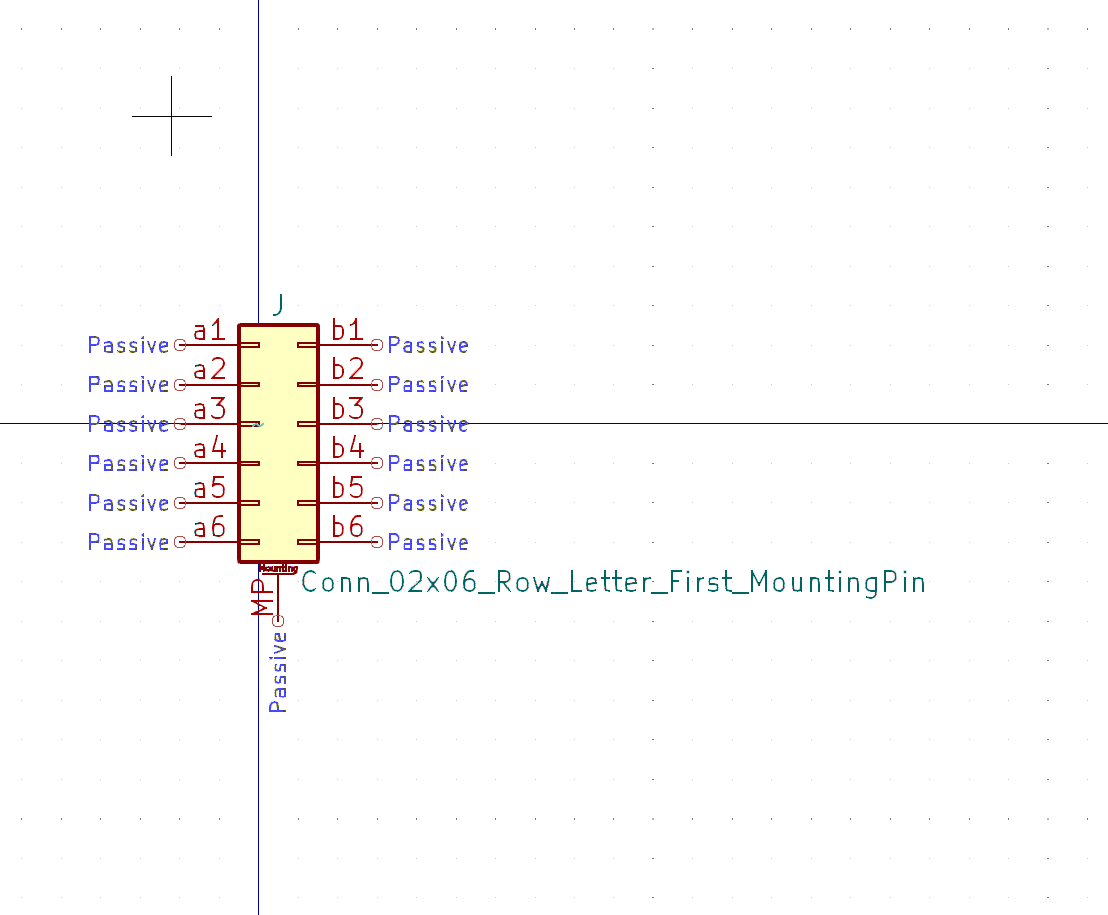 J
Passive a1 b1 Passive
Passive a2 b2 Passive
Passive a3 b3 Passive
Passive a4 b4 Passive
Passive a5 b5 Passive
Passive a6 b6 Passive
Mounting
Conn_02x06_Row_Letter_First_MountingPin
MP
Passive